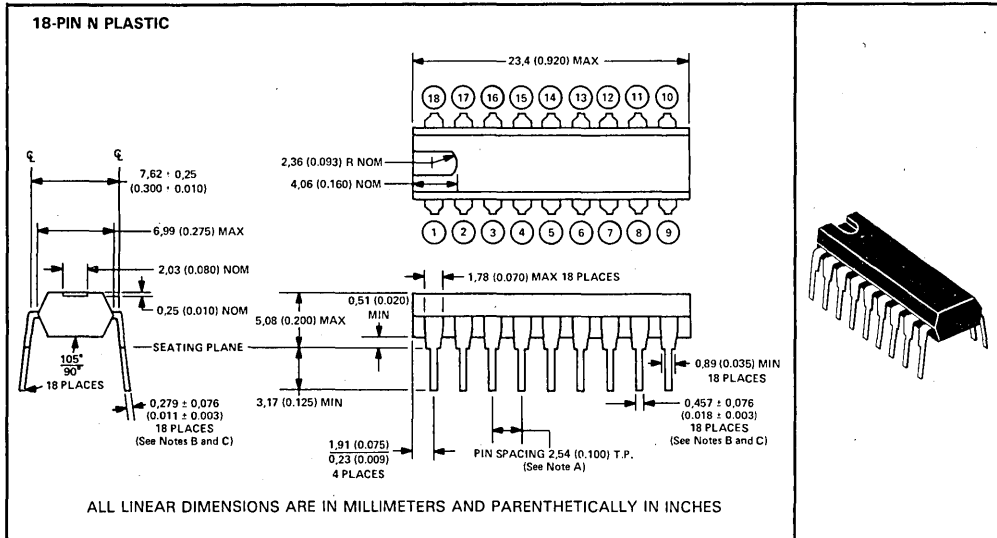 18-PIN N PLASTIC
23,4 (0.920) MAX
18 17 16 15 14 13 12 11 10
2,36 (0.093) R NOM
4,06 (0.160) NOM
1 2 3 4 5 6 7 8 9
℄ ℄
7,62 ± 0,25
(0.300 ± 0.010)
6,99 (0.275) MAX
2,03 (0.080) NOM
0,25 (0.010) NOM
105°
90°
18 PLACES
0,279 ± 0,076
(0.011 ± 0.003)
18 PLACES
(See Notes B and C)
1,78 (0.070) MAX 18 PLACES
0,51 (0.020)
MIN
5,08 (0.200) MAX
SEATING PLANE
3,17 (0.125) MIN
0,89 (0.035) MIN
18 PLACES
0,457 ± 0,076
(0.018 ± 0.003)
18 PLACES
(See Notes B and C)
1,91 (0.075)
0,23 (0.009)
4 PLACES
PIN SPACING 2,54 (0.100) T.P.
(See Note A)
ALL LINEAR DIMENSIONS ARE IN MILLIMETERS AND PARENTHETICALLY IN INCHES